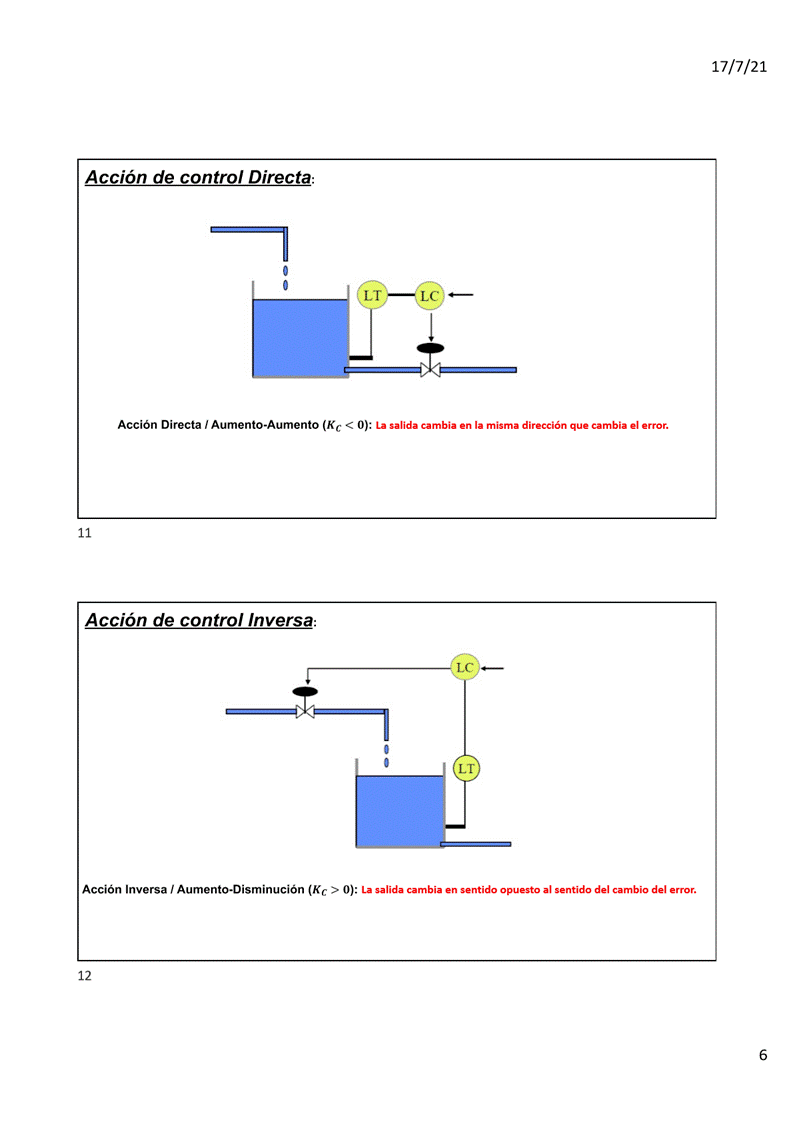 17/7/21
Acción de control Directa:
LT
LC
Acción Directa / Aumento-Aumento (𝑲𝑪 < 𝟎): La salida cambia en la misma dirección que cambia el error.
11
Acción de control Inversa:
LC
LT
Acción Inversa / Aumento-Disminución (𝑲𝑪 > 𝟎): La salida cambia en sentido opuesto al sentido del cambio del error.
12
6